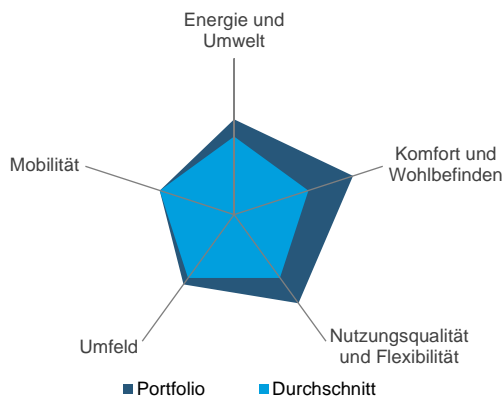 Energie und
Umwelt
Komfort und
Wohlbefinden
Nutzungsqualität
und Flexibilität
Umfeld
Mobilität
Portfolio
Durchschnitt